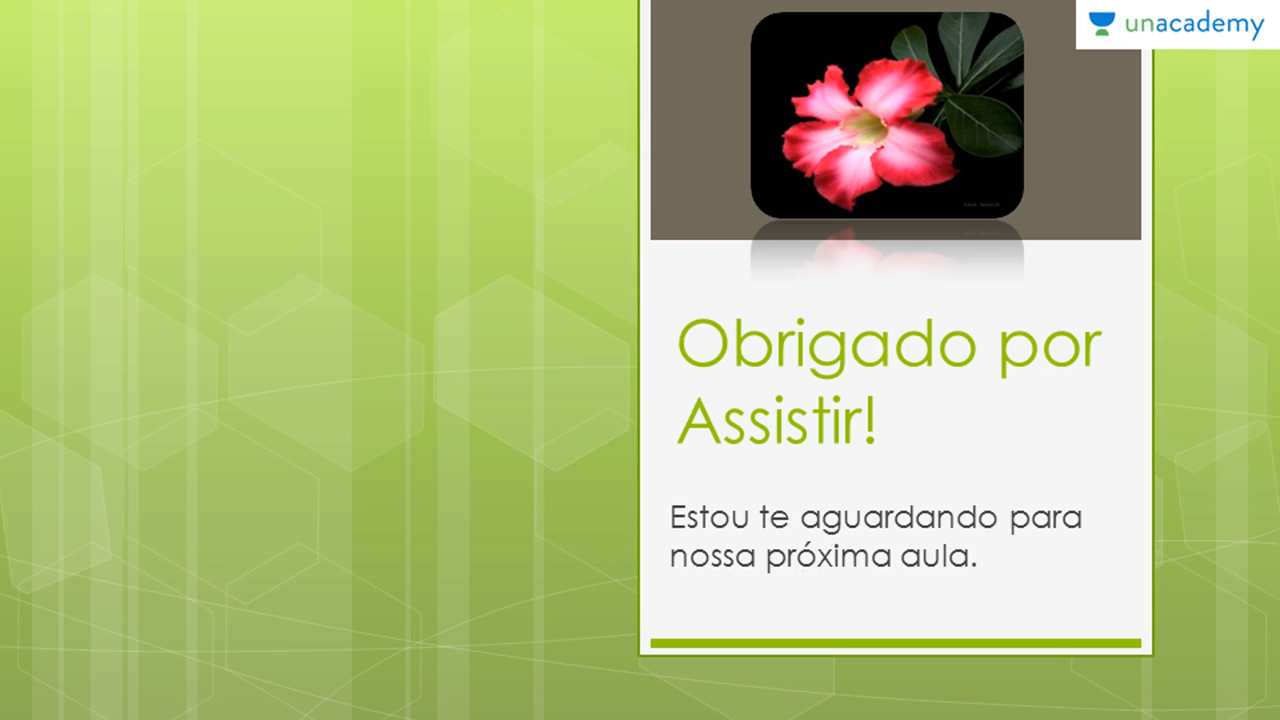 unacademy
Obrigado por
Assistir!
Estou te aguardando para
nossa próxima aula.